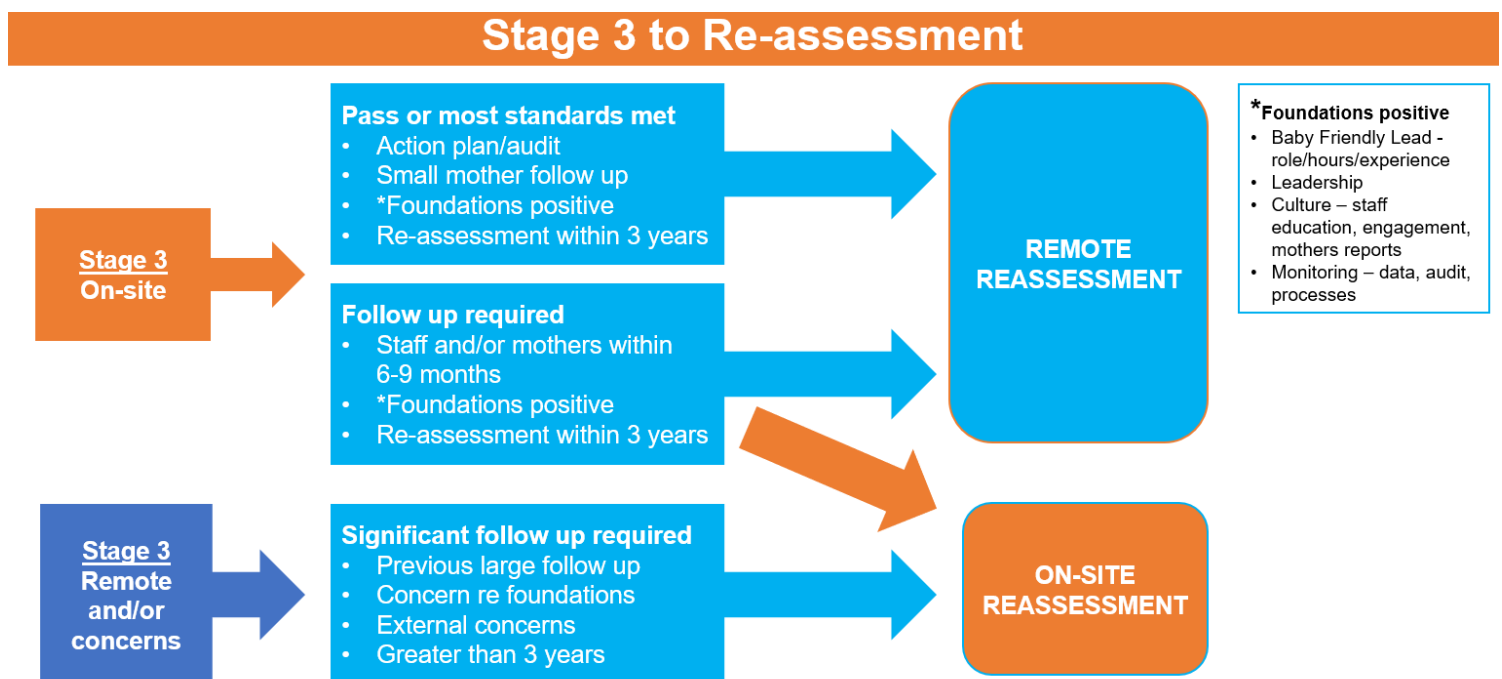 Stage 3 to Re-assessment
Stage 3
On-site
Pass or most standards met
• Action plan/audit
• Small mother follow up
• *Foundations positive
• Re-assessment within 3 years
Follow up required
• Staff and/or mothers within
6-9 months
• *Foundations positive
• Re-assessment within 3 years
REMOTE
REASSESSMENT
*Foundations positive
• Baby Friendly Lead -
role/hours/experience
• Leadership
• Culture – staff
education, engagement,
mothers reports
• Monitoring – data, audit,
processes
Stage 3
Remote
and/or
concerns
Significant follow up required
• Previous large follow up
• Concern re foundations
• External concerns
• Greater than 3 years
ON-SITE
REASSESSMENT